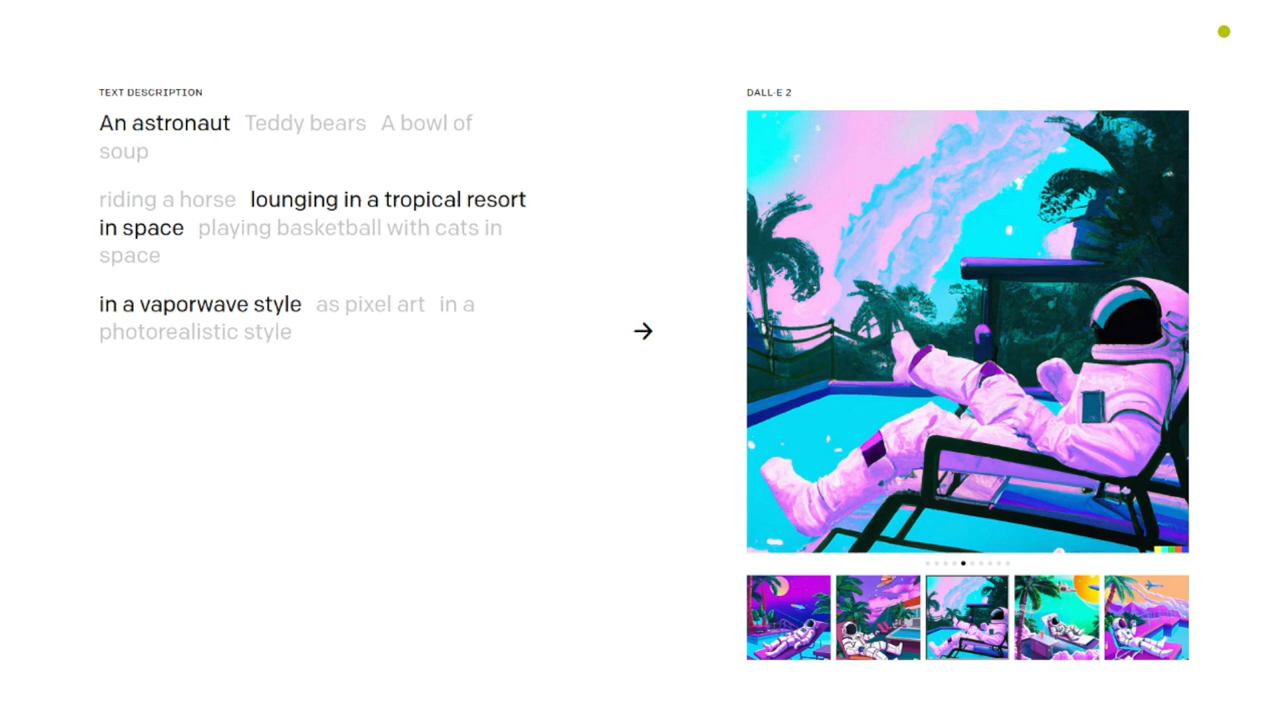 TEXT DESCRIPTION
An astronaut Teddy bears A bowl of
soup
riding a horse lounging in a tropical resort
in space playing basketball with cats in
space
in a vaporwave style as pixel art in a
photorealistic style
DALL·E 2